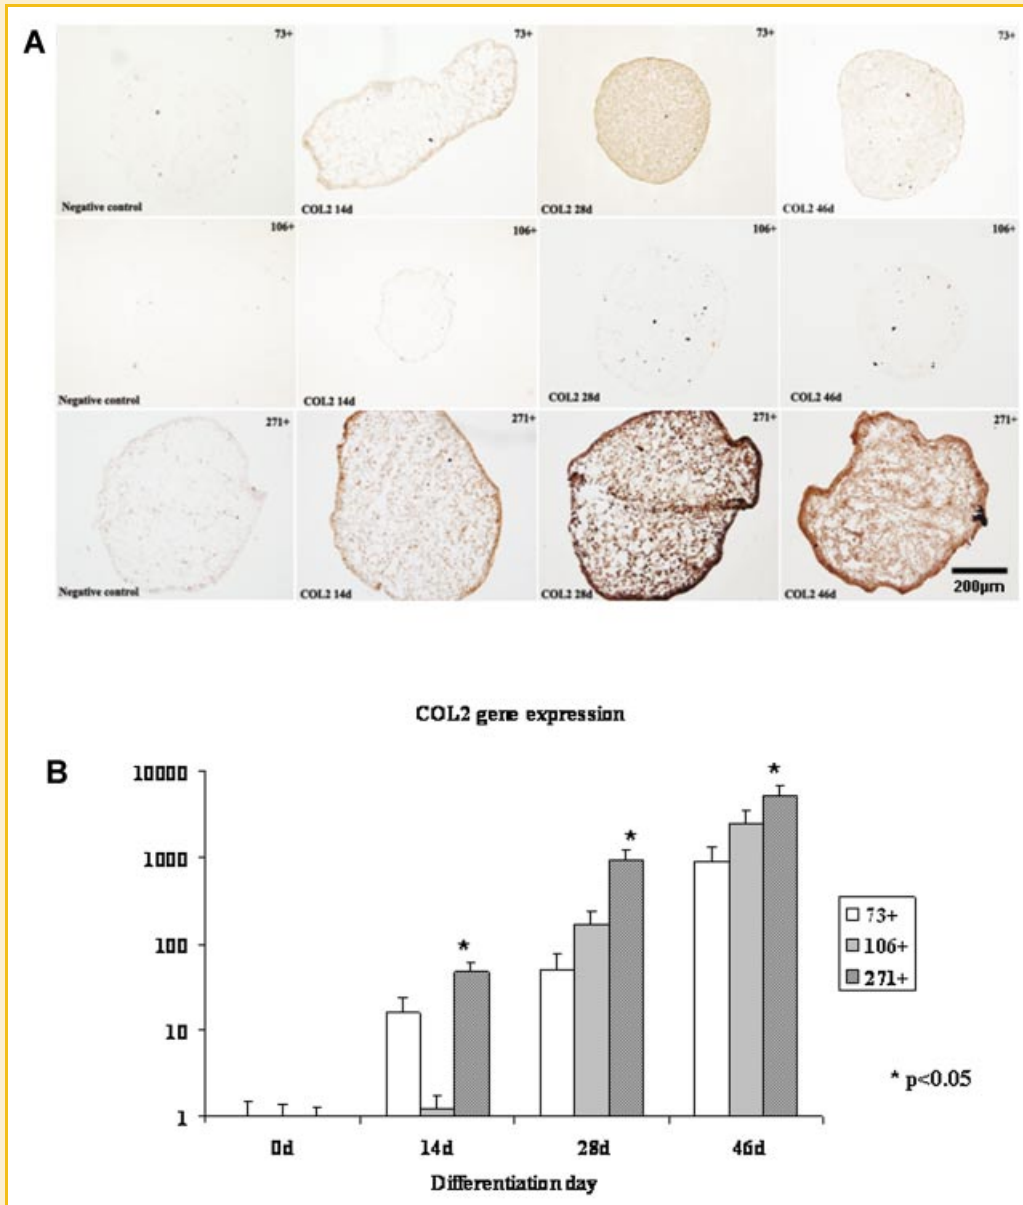 A
73+ 73+ 73+ 73+
Negative control COL2 14d COL2 28d COL2 46d
106+ 106+ 106+ 106+
Negative control COL2 14d COL2 28d COL2 46d
271+ 271+ 271+ 271+
200µm
Negative control COL2 14d COL2 28d COL2 46d
COL2 gene expression
B
10000
1000
100
10
1
* * *
0d 14d 28d 46d
Differentiation day
73+
106+
271+
* p<0.05